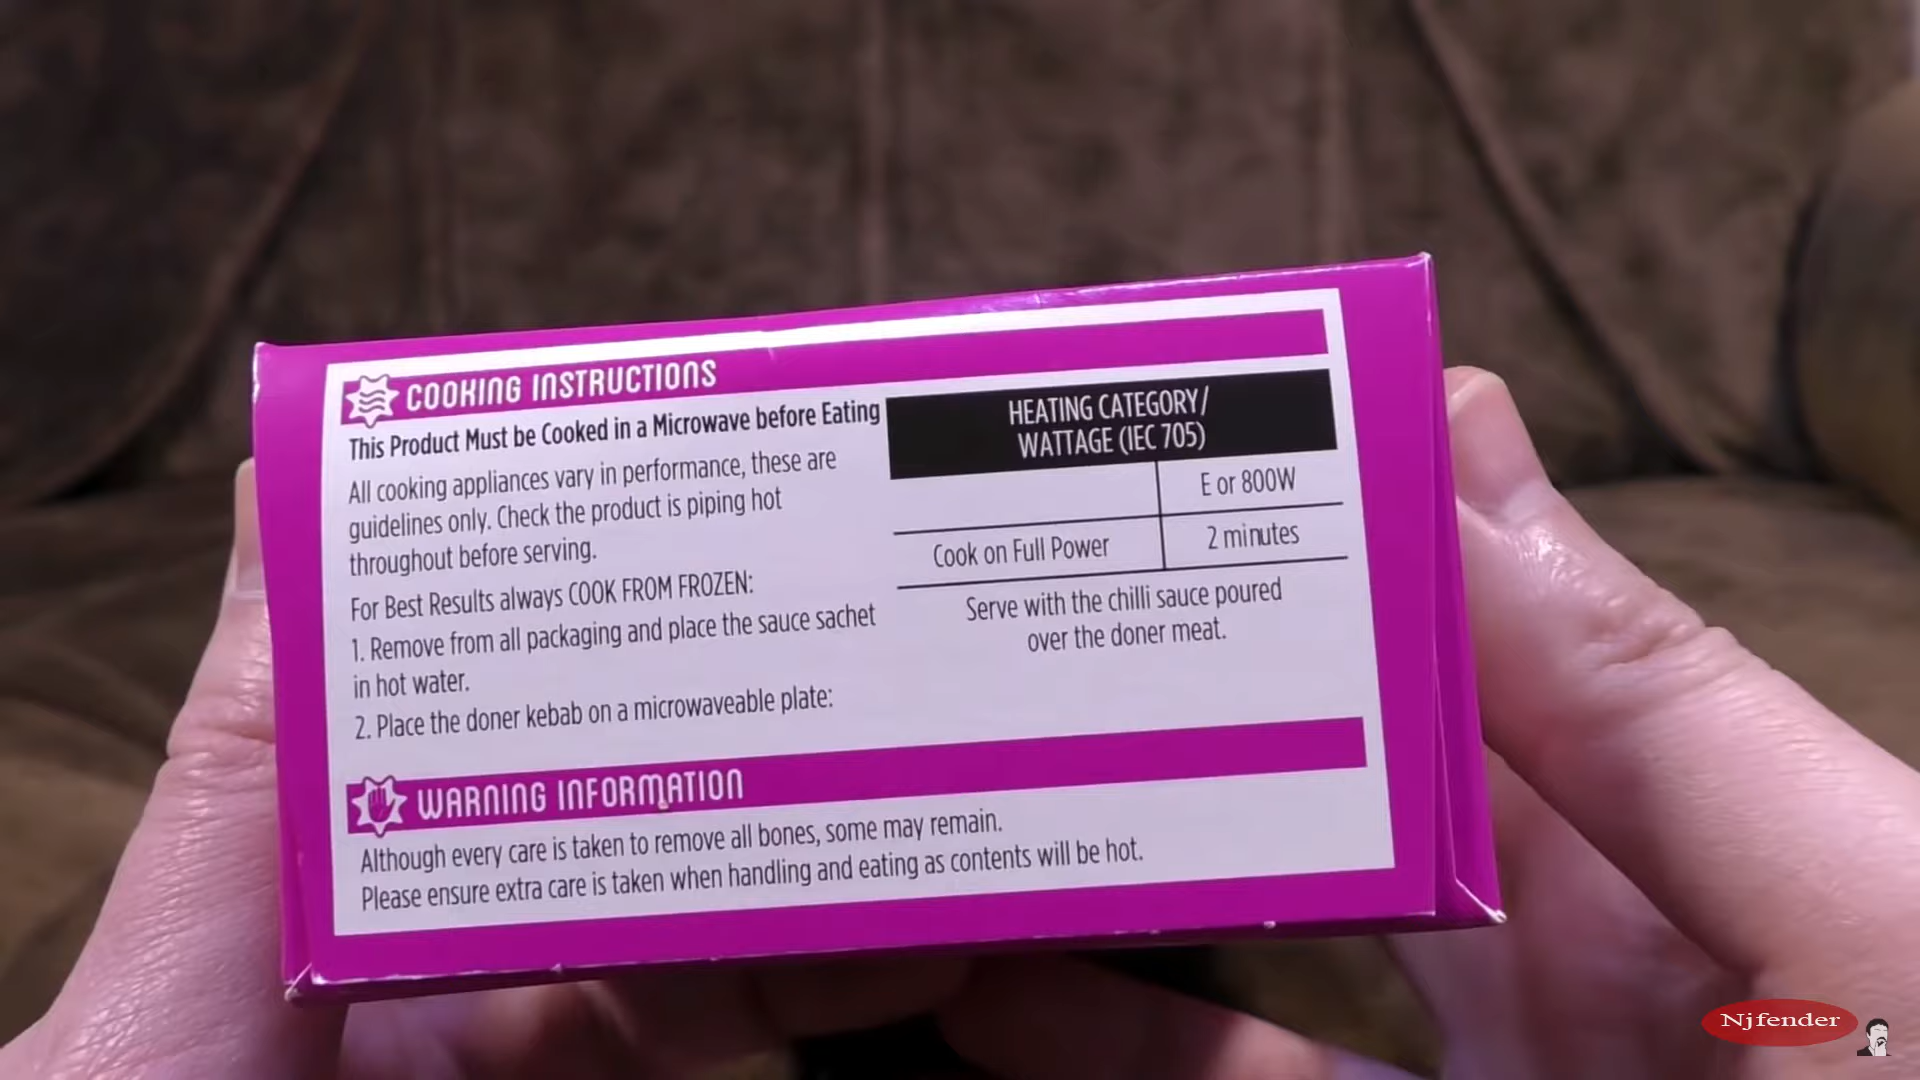 COOKING INSTRUCTIONS
This Product Must be Cooked in a Microwave before Eating
All cooking appliances vary in performance, these are
guidelines only. Check the product is piping hot
throughout before serving.
For Best Results always COOK FROM FROZEN:
1. Remove from all packaging and place the sauce sachet
in hot water.
2. Place the doner kebab on a microwaveable plate:
HEATING CATEGORY/
WATTAGE (IEC 705)
E or 800W
Cook on Full Power 2 minutes
Serve with the chilli sauce poured
over the doner meat.
WARNING INFORMATION
Although every care is taken to remove all bones, some may remain.
Please ensure extra care is taken when handling and eating as contents will be hot.
Njfender